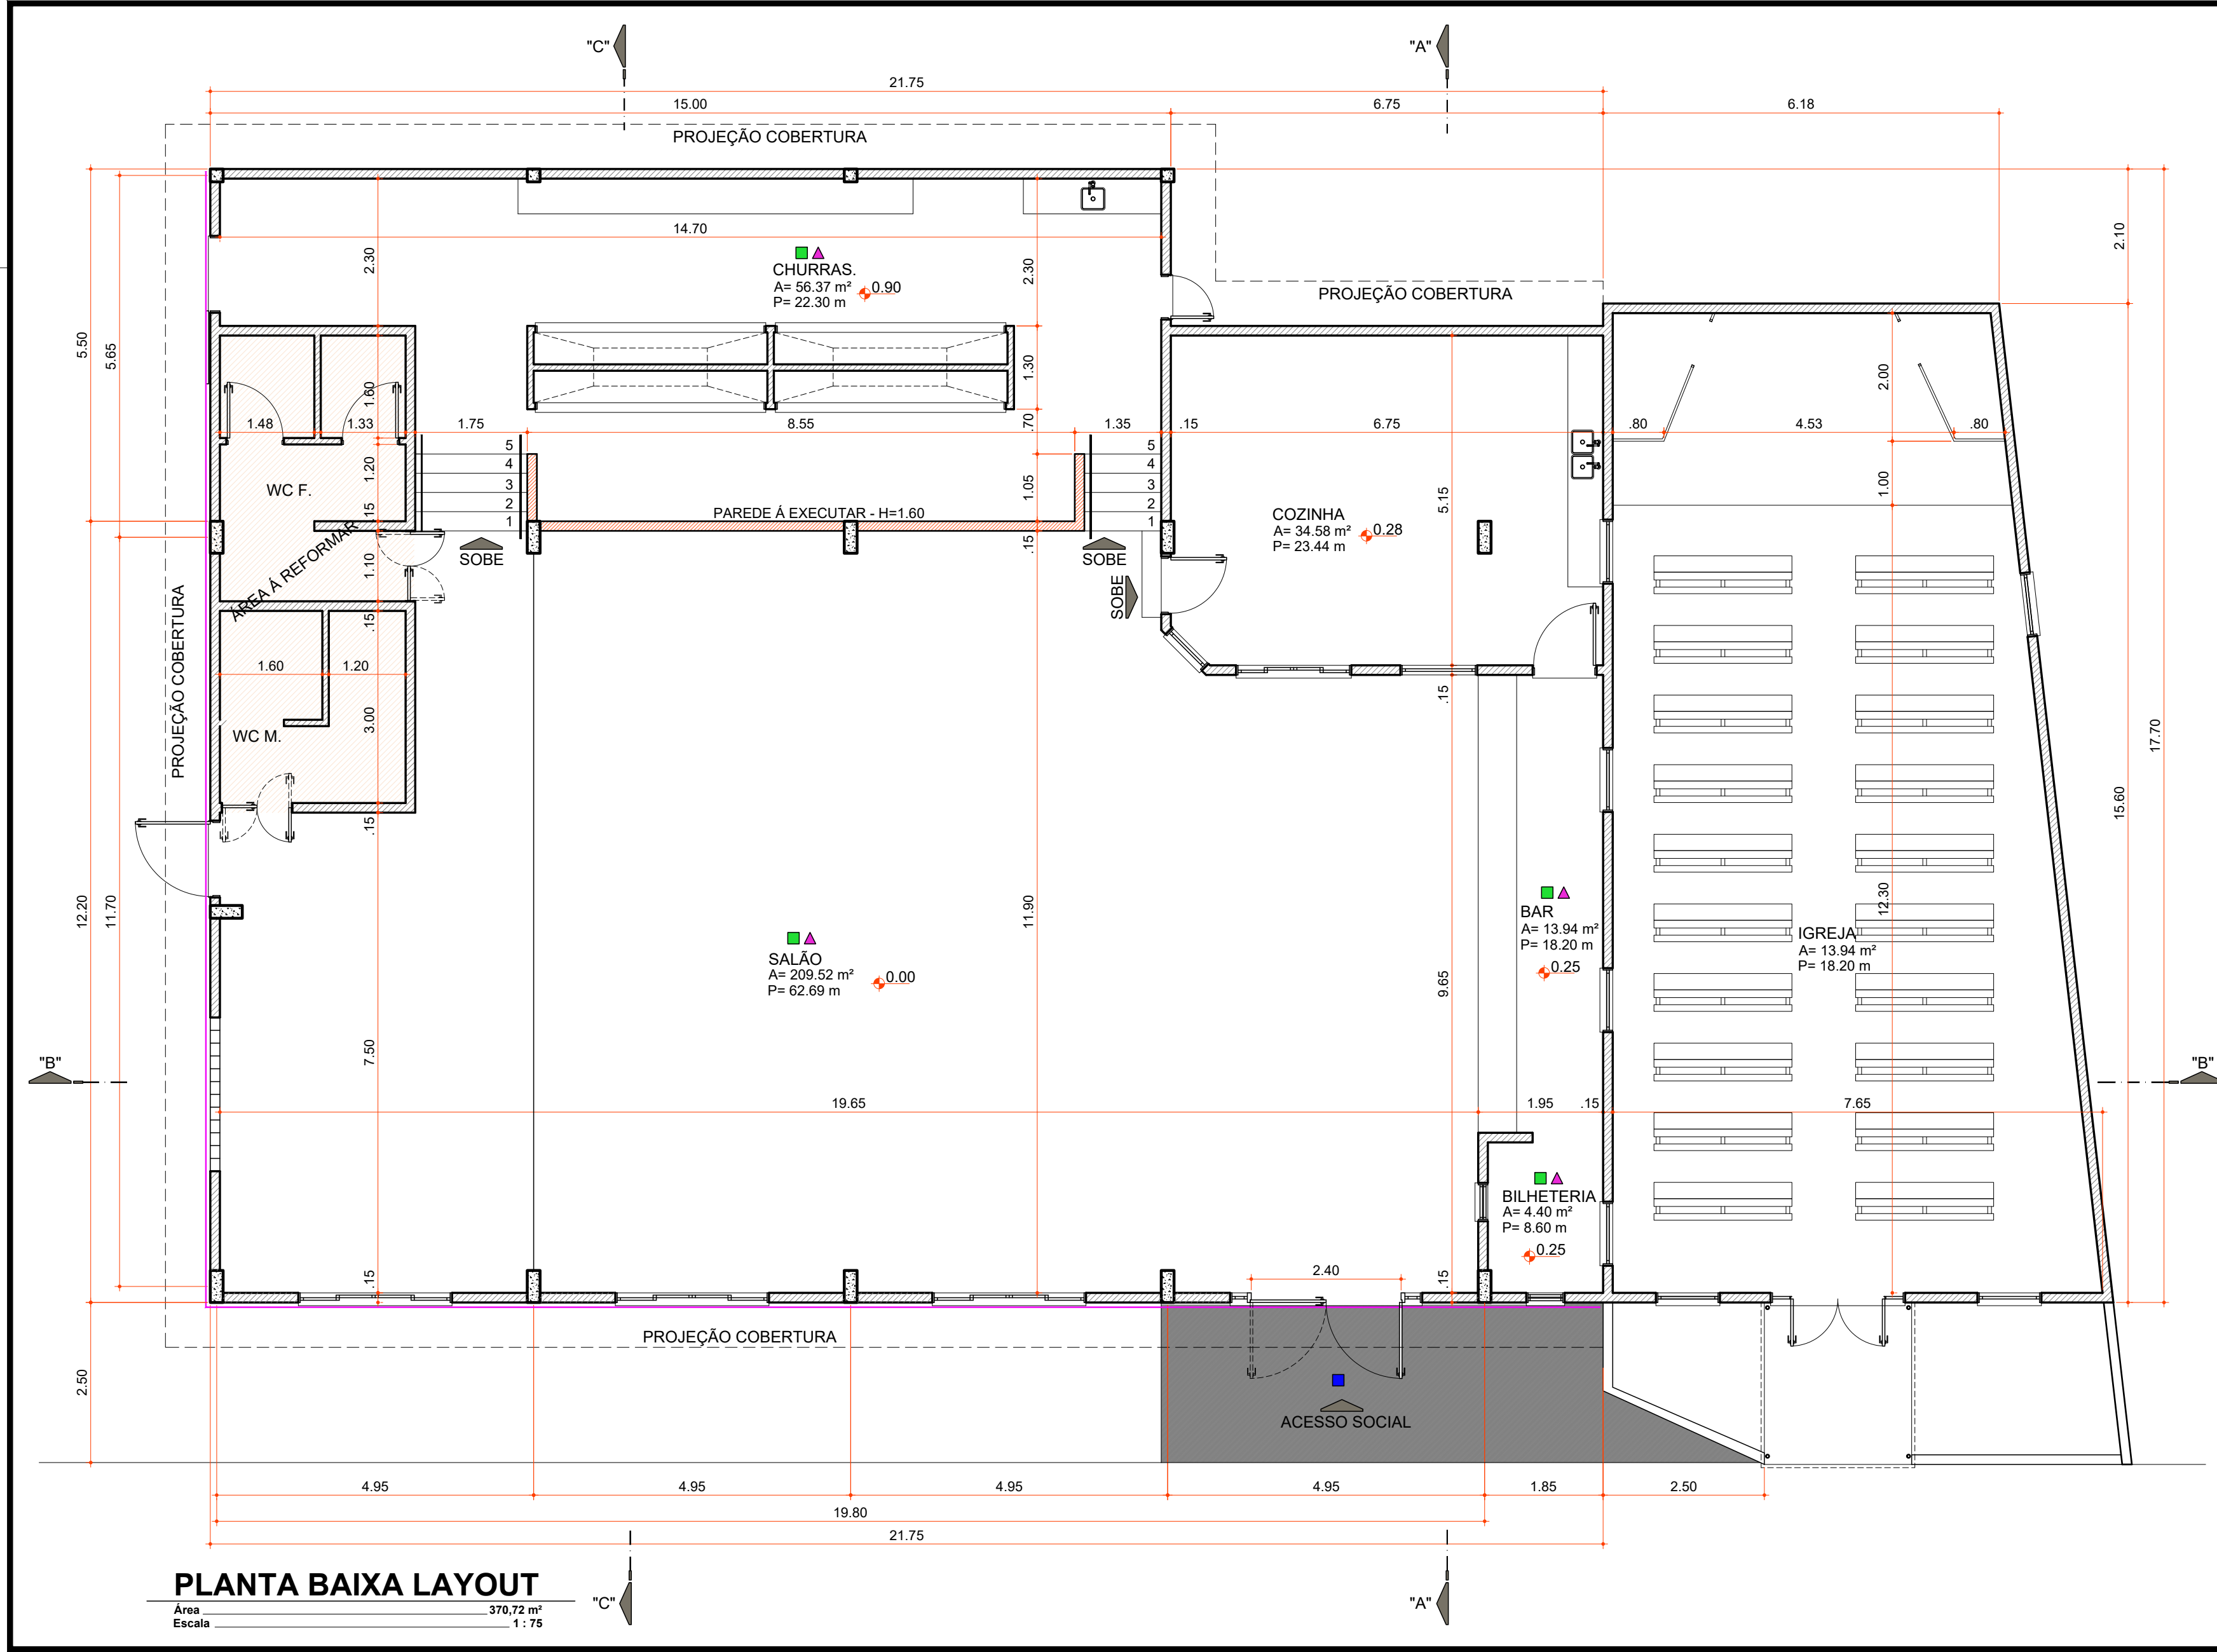 "C"
"A"
21.75
15.00
6.75
6.18
PROJEÇÃO COBERTURA
14.70
2.30
2.30
2.10
CHURRAS.
A= 56.37 m²
P= 22.30 m
0.90
PROJEÇÃO COBERTURA
5.50
5.65
1.60
1.30
2.00
1.48
1.33
1.75
8.55
.70
1.35
.15
6.75
.80
4.53
.80
5
4
3
2
1
5
4
3
2
1
WC F.
1.20
1.05
5.15
1.00
.15
PAREDE Á EXECUTAR - H=1.60
COZINHA
A= 34.58 m²
P= 23.44 m
0.28
ÁREA Á REFORMAR
1.10
SOBE
.15
SOBE
SOBE
PROJEÇÃO COBERTURA
.15
1.60
1.20
WC M.
3.00
.15
.15
17.70
15.60
12.20
11.70
11.90
12.30
BAR
A= 13.94 m²
P= 18.20 m
0.25
IGREJA
A= 13.94 m²
P= 18.20 m
SALÃO
A= 209.52 m²
P= 62.69 m
0.00
9.65
7.50
"B"
"B"
19.65
1.95
.15
7.65
BILHETERIA
A= 4.40 m²
P= 8.60 m
0.25
.15
2.40
.15
PROJEÇÃO COBERTURA
2.50
ACESSO SOCIAL
4.95
4.95
4.95
4.95
1.85
2.50
19.80
21.75
PLANTA BAIXA LAYOUT
Área 370,72 m²
Escala 1 : 75
"C"
"A"